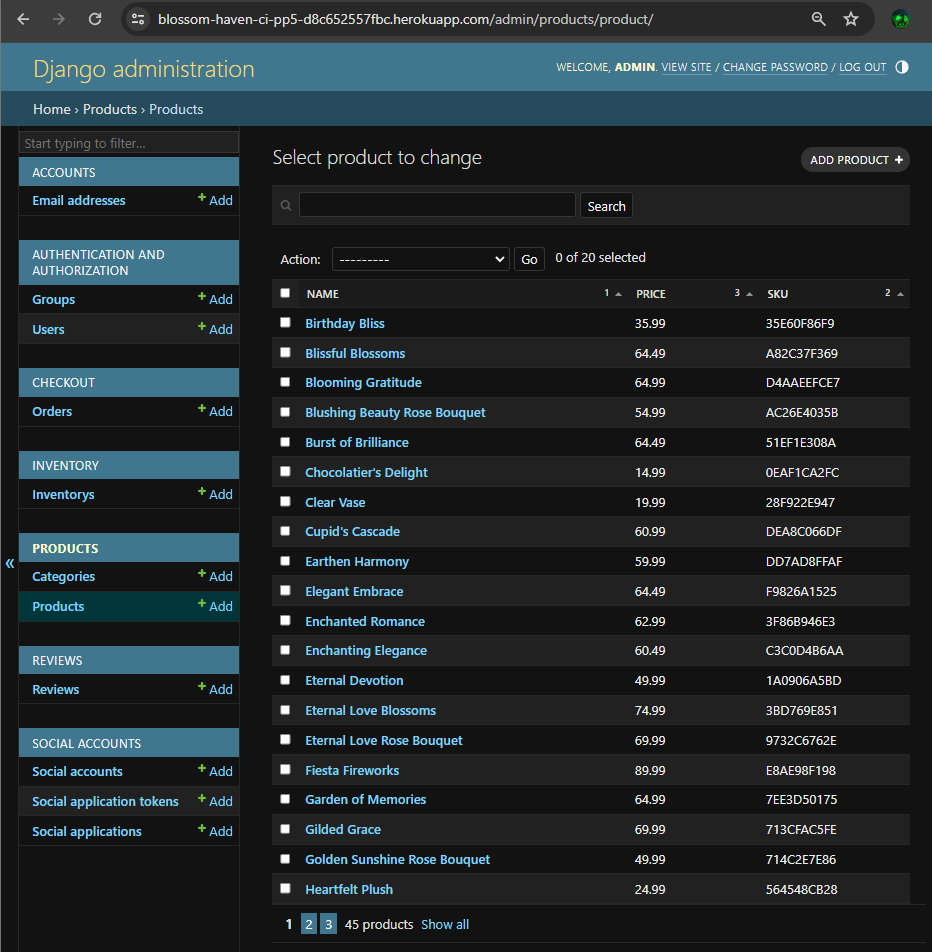 blossom-haven-ci-pp5-d8c652557fbc.herokuapp.com/admin/products/product/
Django administration
WELCOME, ADMIN. VIEW SITE / CHANGE PASSWORD / LOG OUT
Home › Products › Products
Start typing to filter...
ACCOUNTS
Email addresses + Add
AUTHENTICATION AND
AUTHORIZATION
Groups + Add
Users + Add
CHECKOUT
Orders + Add
INVENTORY
Inventorys + Add
PRODUCTS
Categories + Add
Products + Add
REVIEWS
Reviews + Add
SOCIAL ACCOUNTS
Social accounts + Add
Social application tokens + Add
Social applications + Add
«
Select product to change
ADD PRODUCT +
Search
Action: --------- Go 0 of 20 selected
NAME 1 PRICE 3 SKU 2
Birthday Bliss 35.99 35E60F86F9
Blissful Blossoms 64.49 A82C37F369
Blooming Gratitude 64.99 D4AAEEFCE7
Blushing Beauty Rose Bouquet 54.99 AC26E4035B
Burst of Brilliance 64.49 51EF1E308A
Chocolatier's Delight 14.99 0EAF1CA2FC
Clear Vase 19.99 28F922E947
Cupid's Cascade 60.99 DEA8C066DF
Earthen Harmony 59.99 DD7AD8FFAF
Elegant Embrace 64.49 F9826A1525
Enchanted Romance 62.99 3F86B946E3
Enchanting Elegance 60.49 C3C0D4B6AA
Eternal Devotion 49.99 1A0906A5BD
Eternal Love Blossoms 74.99 3BD769E851
Eternal Love Rose Bouquet 69.99 9732C6762E
Fiesta Fireworks 89.99 E8AE98F198
Garden of Memories 64.99 7EE3D50175
Gilded Grace 69.99 713CFAC5FE
Golden Sunshine Rose Bouquet 49.99 714C2E7E86
Heartfelt Plush 24.99 564548CB28
1 2 3 45 products Show all